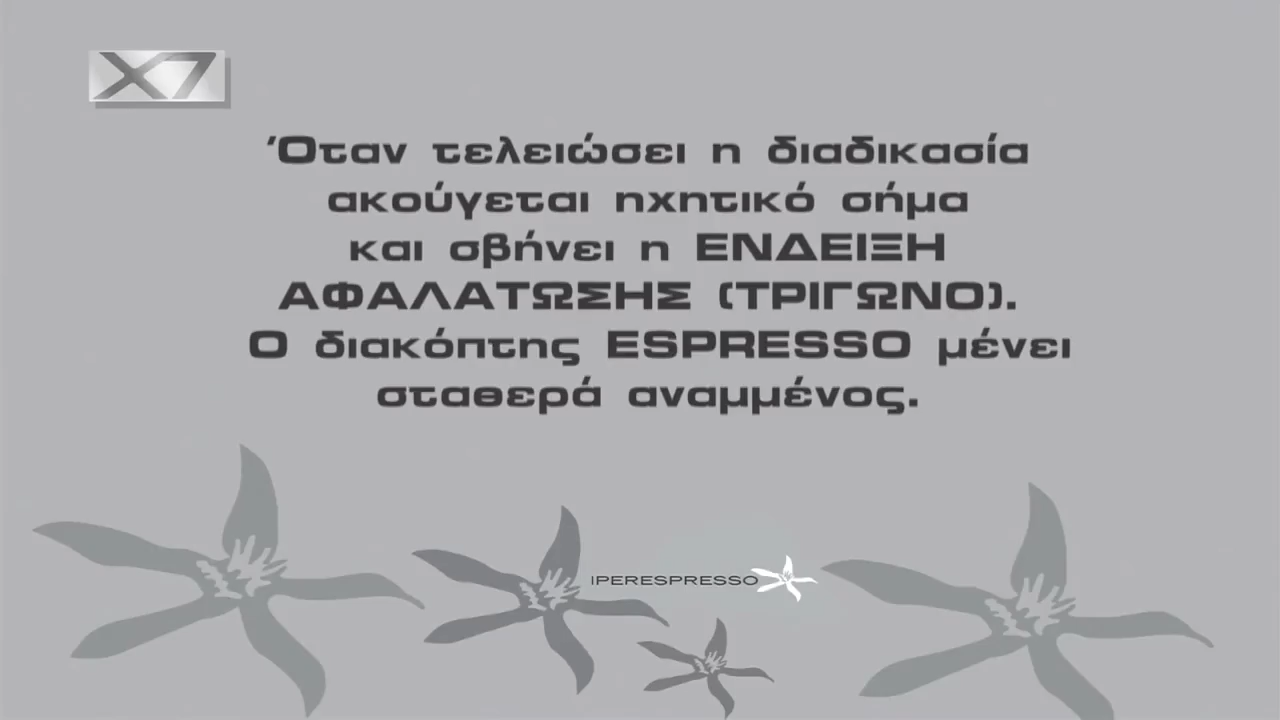 X7
Όταν τελειώσει η διαδικασία
ακούγεται ηχητικό σήμα
και σβήνει η ΕΝΔΕΙΞΗ
ΑΦΑΛΑΤΩΣΗΣ (ΤΡΙΓΩΝΟ).
Ο διακόπτης ESPRESSO μένει
σταθερά αναμμένος.
IPERESPRESSO